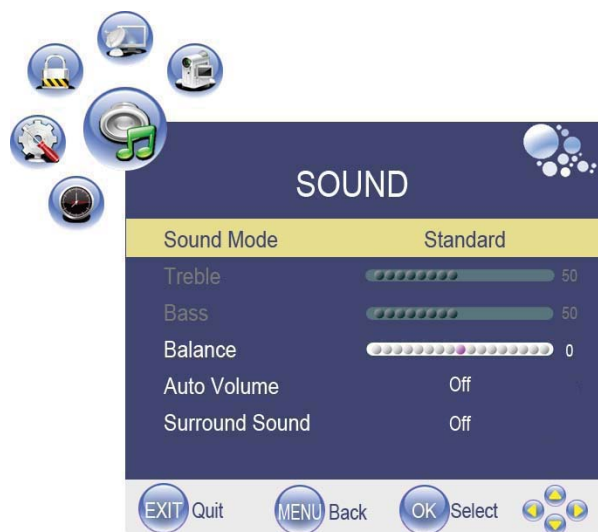 SOUND
Sound Mode Standard
Treble 50
Bass 50
Balance 0
Auto Volume Off
Surround Sound Off
EXIT Quit MENU Back OK Select